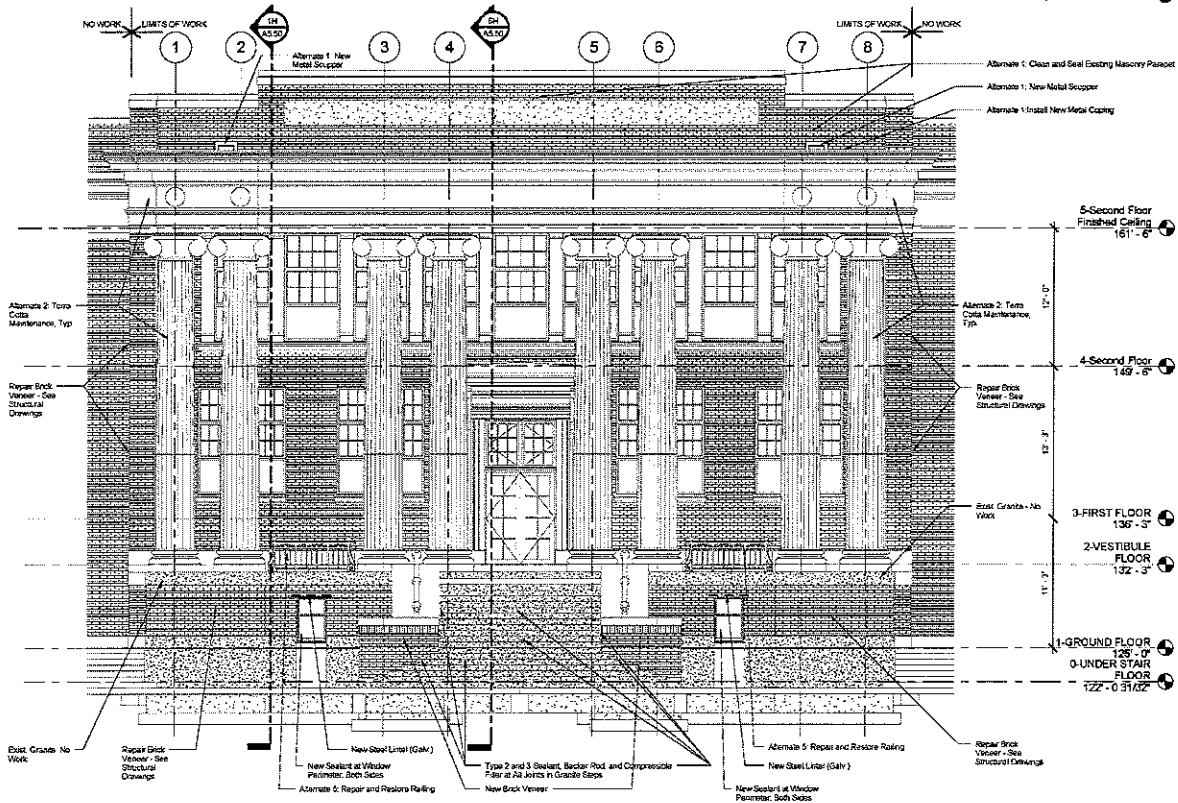 NO WORK
LIMITS OF WORK
1H
A5.50
5H
A5.50
LIMITS OF WORK
NO WORK
1
2
3
4
5
6
7
8
Alternate 1: New
Metal Scupper
Alternate 1: Clean and Seal Existing Masonry Parapet
Alternate 1: New Metal Scupper
Alternate 1: Install New Metal Coping
5-Second Floor
Finished Ceiling
161' - 6"
12' - 0"
Alternate 2: Terra
Cotta
Maintenance, Typ
Alternate 2: Terra
Cotta Maintenance,
Typ.
4-Second Floor
149' - 6"
Repair Brick
Veneer - See
Structural
Drawings
Repair Brick
Veneer - See
Structural Drawings
13' - 3"
Exist. Granite - No
Work
3-FIRST FLOOR
136' - 3"
2-VESTIBULE
FLOOR
132' - 3"
11' - 3"
1-GROUND FLOOR
125' - 0"
0-UNDER STAIR
FLOOR
122' - 0 31/32"
Exist. Granite No
Work
Repair Brick
Veneer - See
Structural
Drawings
New Steel Lintel (Galv.)
New Sealant at Window
Perimeter, Both Sides
Alternate 5: Repair and Restore Railing
Type 2 and 3 Sealant, Backer Rod, and Compressible
Filler at All Joints in Granite Steps
New Brick Veneer
Alternate 5: Repair and Restore Railing
New Steel Lintel (Galv.)
New Sealant at Window
Perimeter, Both Sides
Repair Brick
Veneer - See
Structural Drawings